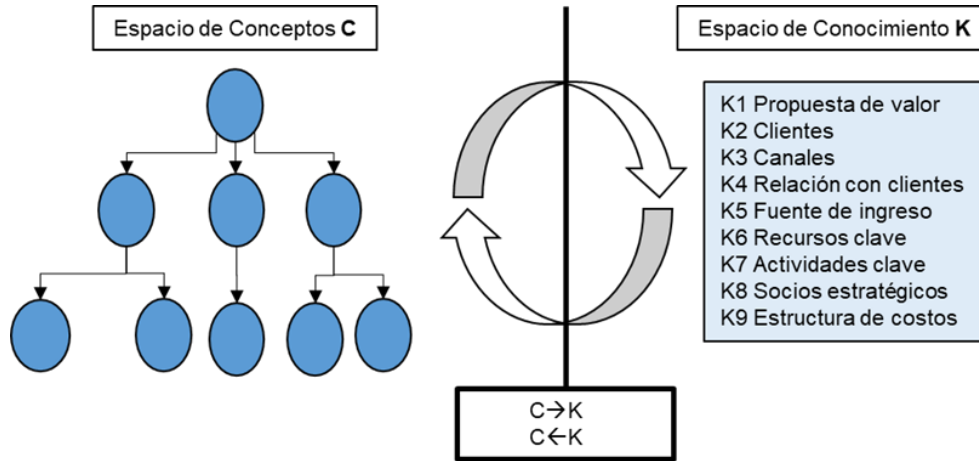 Espacio de Conceptos C
Espacio de Conocimiento K
K1 Propuesta de valor
K2 Clientes
K3 Canales
K4 Relación con clientes
K5 Fuente de ingreso
K6 Recursos clave
K7 Actividades clave
K8 Socios estratégicos
K9 Estructura de costos
C→K
C←K